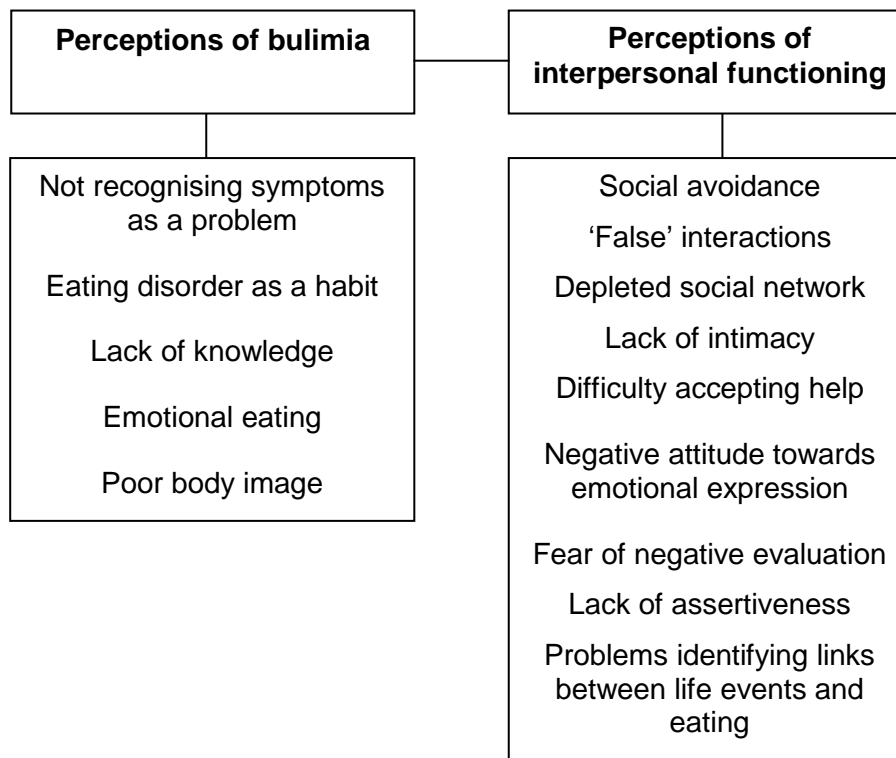 Perceptions of bulimia
Perceptions of
interpersonal functioning
Not recognising symptoms
as a problem
Eating disorder as a habit
Lack of knowledge
Emotional eating
Poor body image
Social avoidance
‘False’ interactions
Depleted social network
Lack of intimacy
Difficulty accepting help
Negative attitude towards
emotional expression
Fear of negative evaluation
Lack of assertiveness
Problems identifying links
between life events and
eating